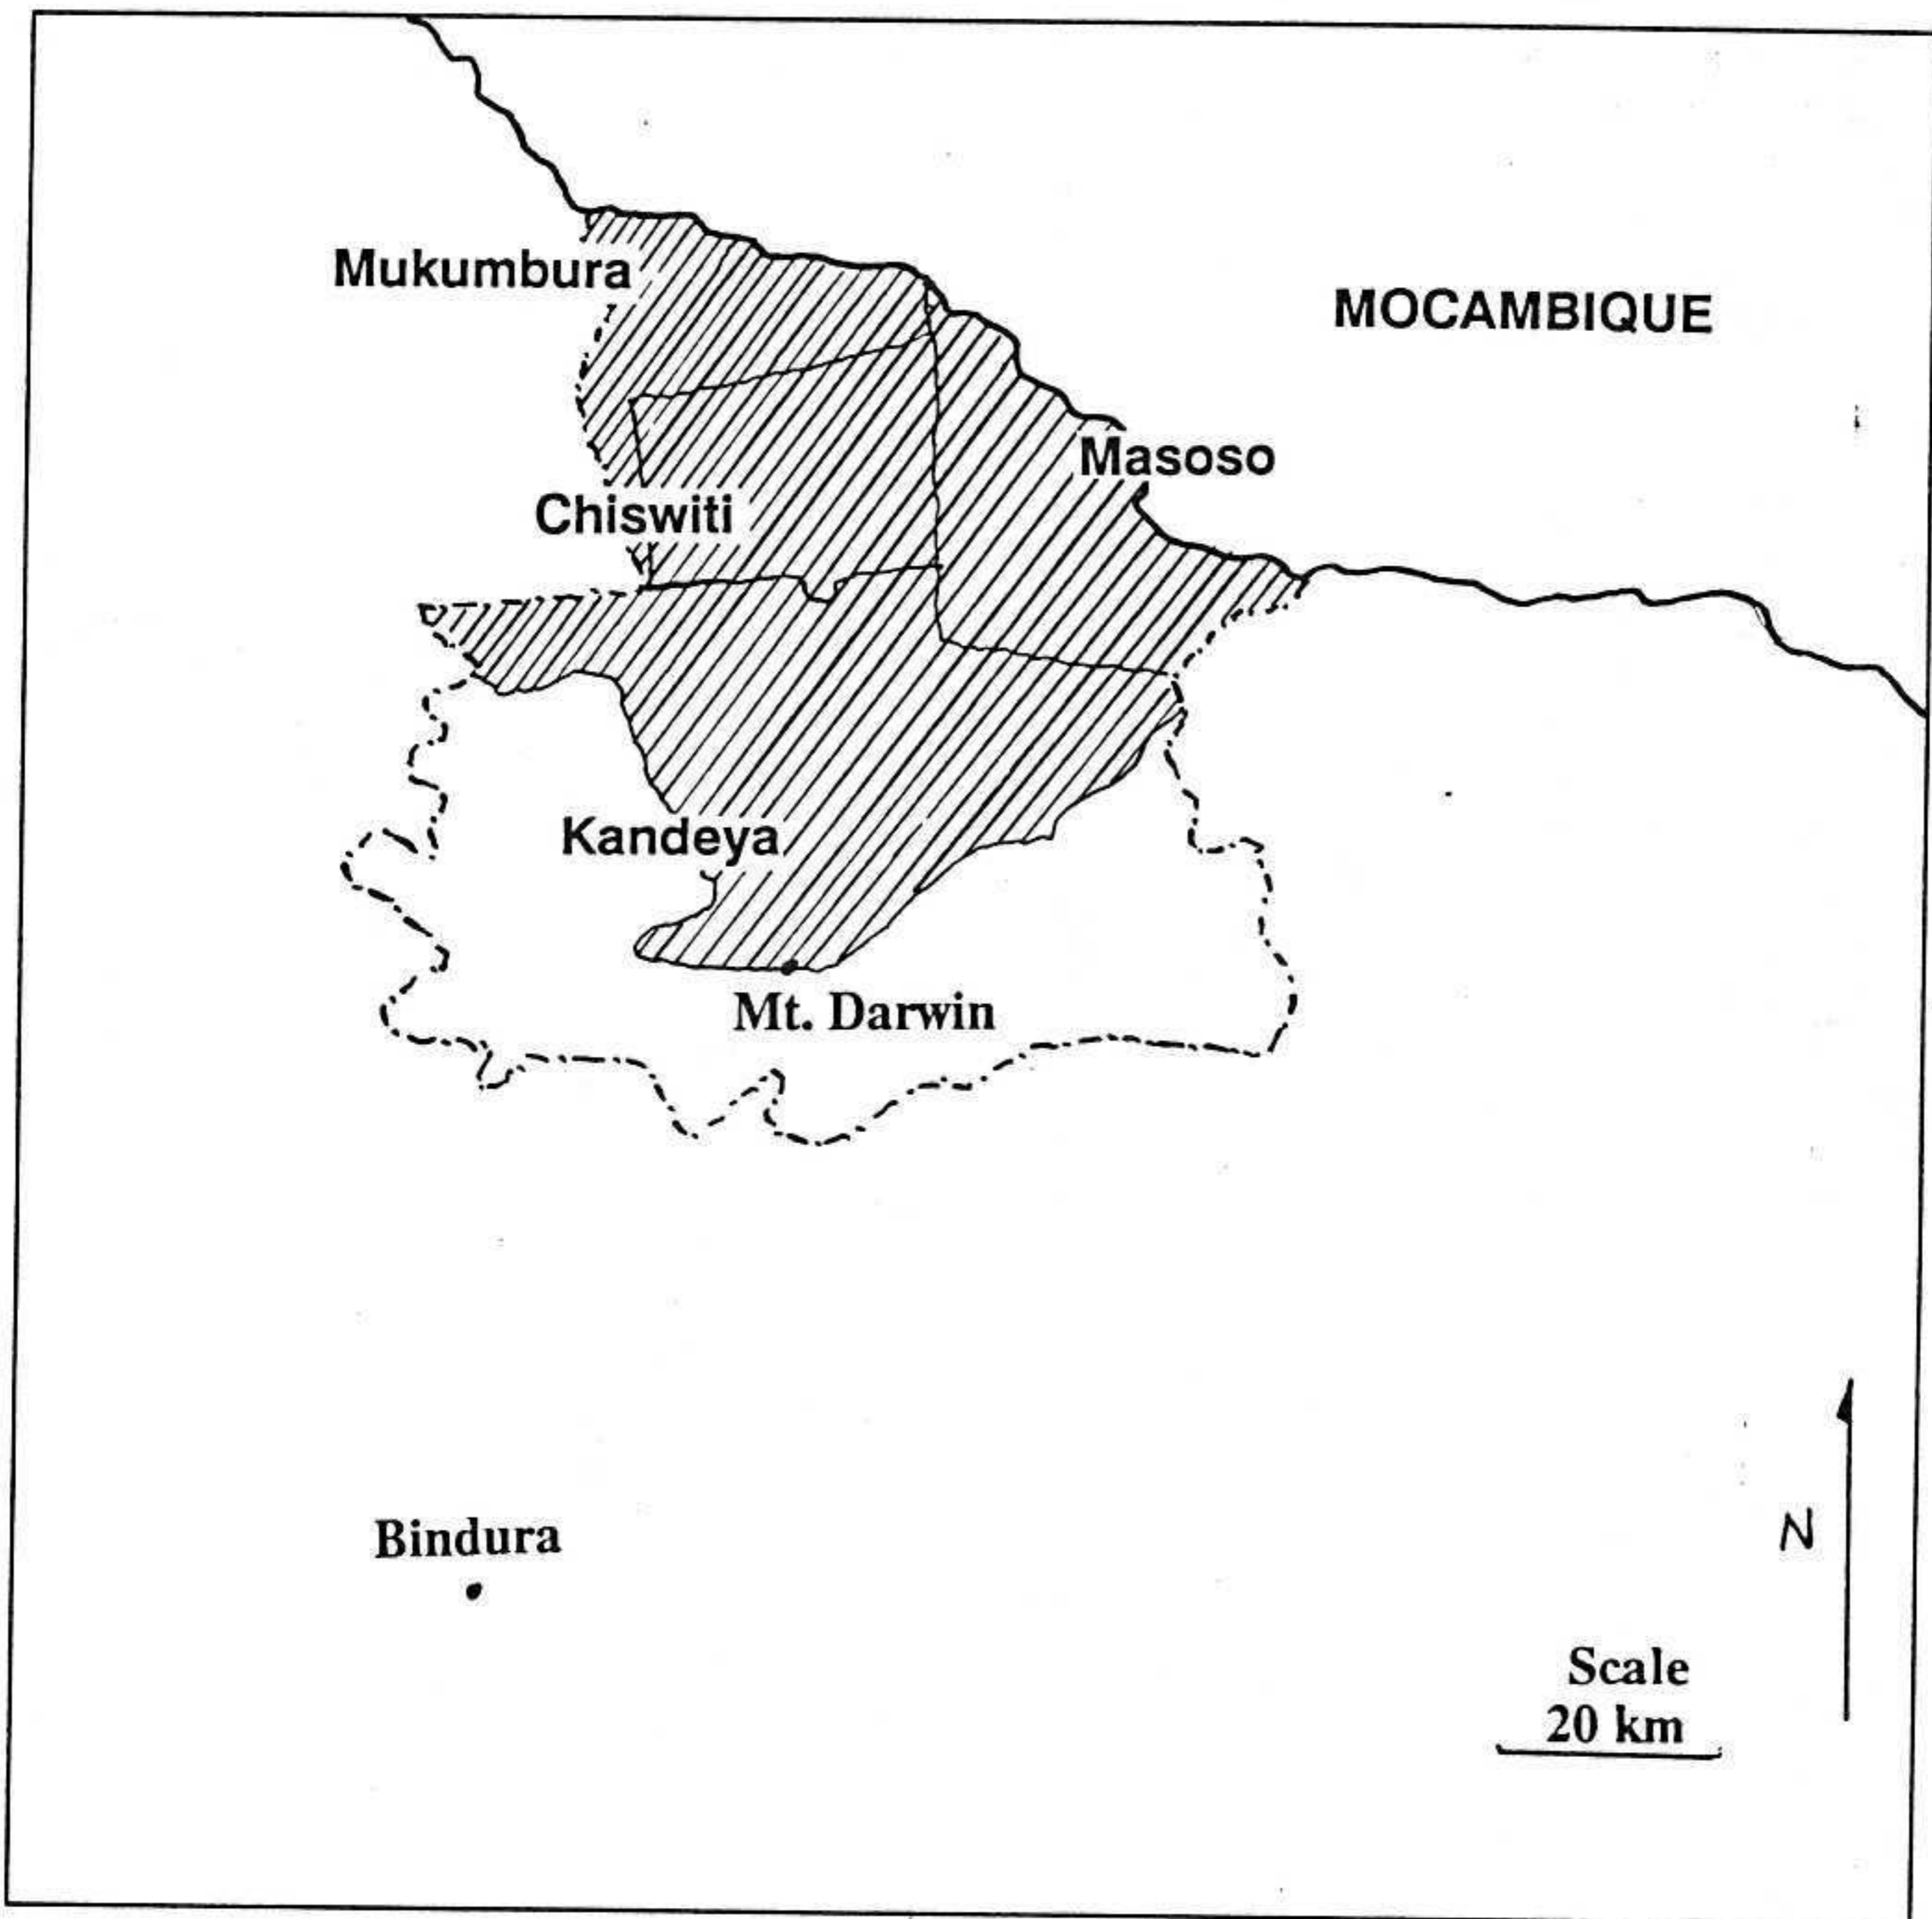 Mukumbura
MOCAMBIQUE
Masoso
Chiswiti
Kandeya
Mt. Darwin
Bindura
N
Scale
20 km